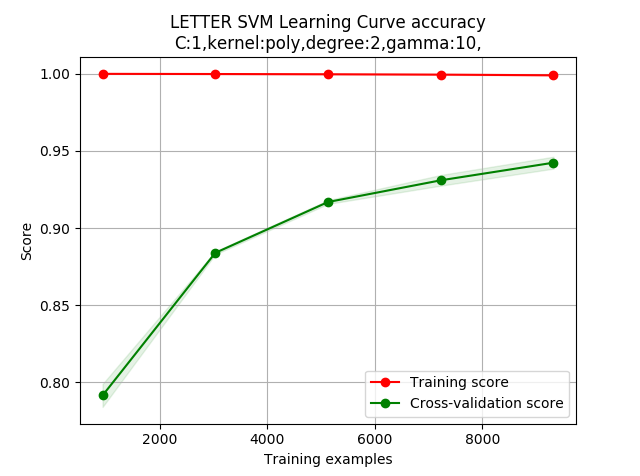 LETTER SVM Learning Curve accuracy
C:1,kernel:poly,degree:2,gamma:10,
1.00
0.95
0.90
0.85
0.80
Score
Training score
Cross-validation score
2000 4000 6000 8000
Training examples